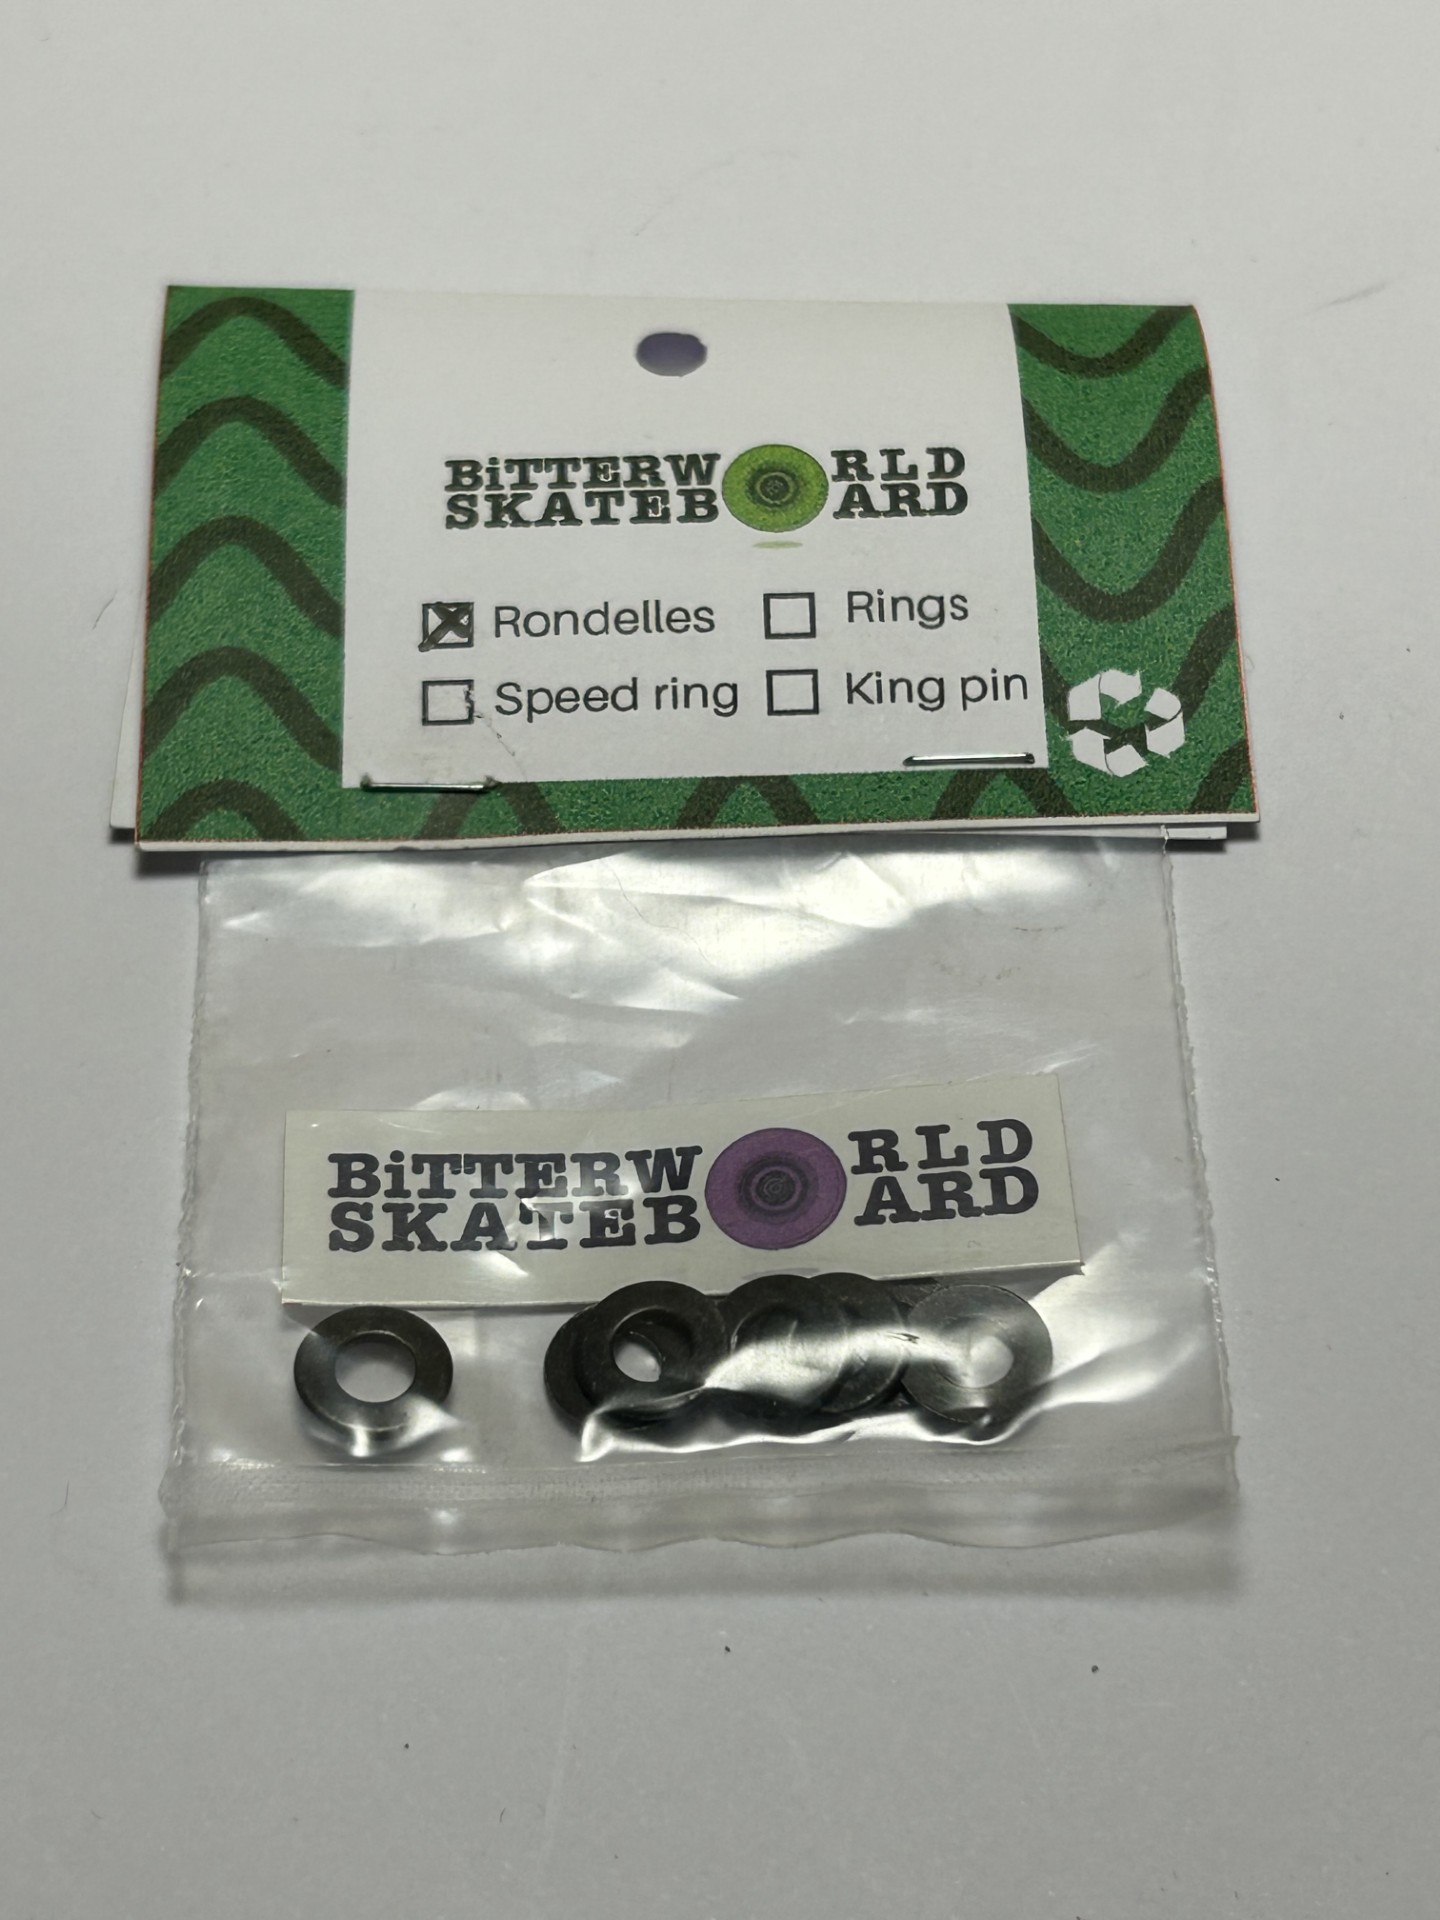 BiTTERWORLD
SKATEBOARD
Rondelles Rings
Speed ring King pin
BiTTERWORLD
SKATEBOARD